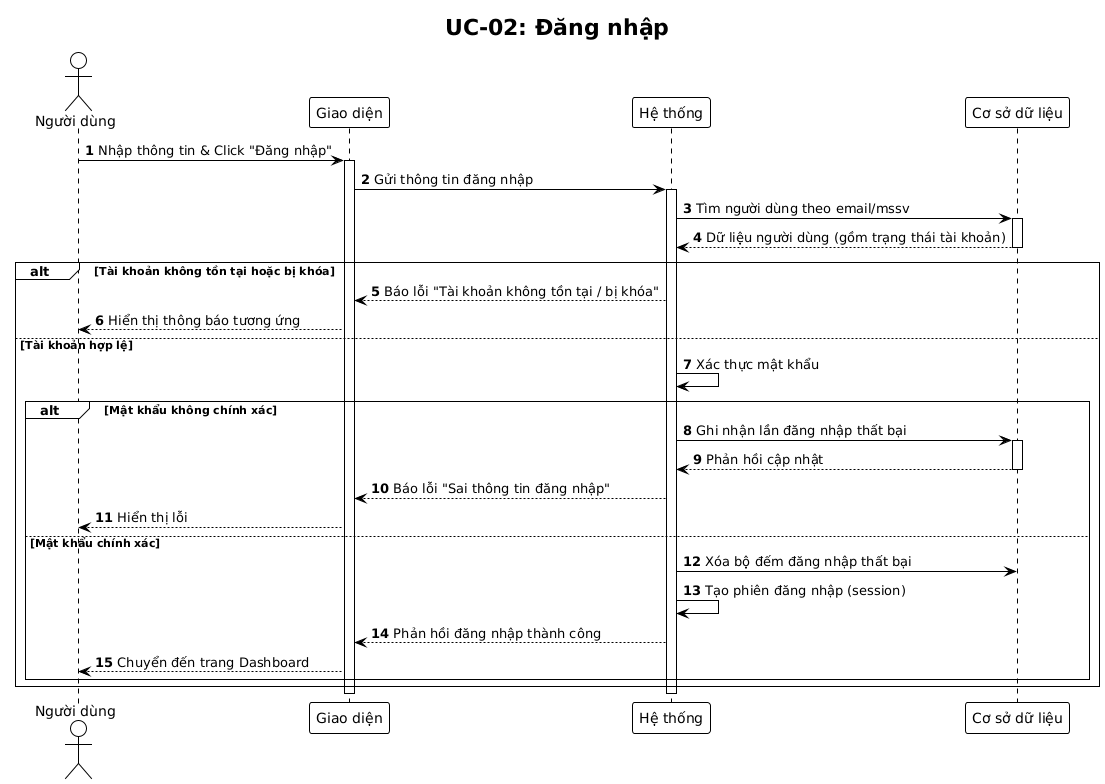 UC-02: Đăng nhập
Người dùng
Giao diện
Hệ thống
Cơ sở dữ liệu
1 Nhập thông tin & Click "Đăng nhập"
2 Gửi thông tin đăng nhập
3 Tìm người dùng theo email/mssv
4 Dữ liệu người dùng (gồm trạng thái tài khoản)
alt [Tài khoản không tồn tại hoặc bị khóa]
5 Báo lỗi "Tài khoản không tồn tại / bị khóa"
6 Hiển thị thông báo tương ứng
[Tài khoản hợp lệ]
7 Xác thực mật khẩu
alt [Mật khẩu không chính xác]
8 Ghi nhận lần đăng nhập thất bại
9 Phản hồi cập nhật
10 Báo lỗi "Sai thông tin đăng nhập"
11 Hiển thị lỗi
[Mật khẩu chính xác]
12 Xóa bộ đếm đăng nhập thất bại
13 Tạo phiên đăng nhập (session)
14 Phản hồi đăng nhập thành công
15 Chuyển đến trang Dashboard
Người dùng
Giao diện
Hệ thống
Cơ sở dữ liệu